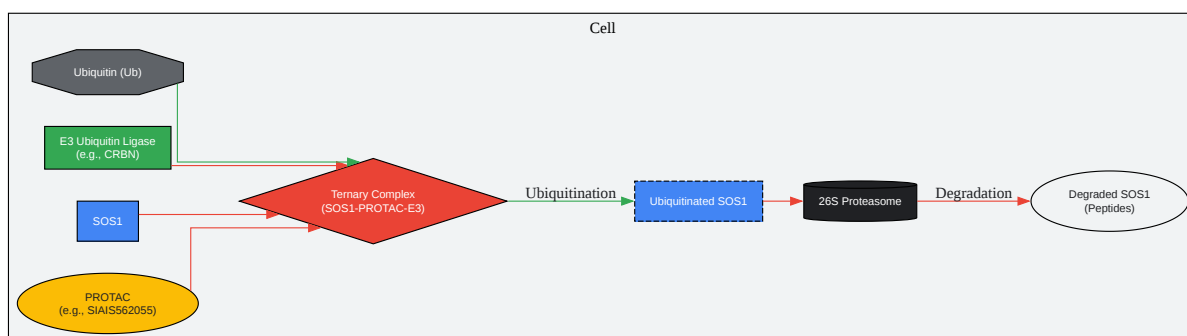 Cell
Ubiquitin (Ub)
E3 Ubiquitin Ligase
(e.g., CRBN)
SOS1
PROTAC
(e.g., SIAIS562055)
Ternary Complex
(SOS1-PROTAC-E3)
Ubiquitination
Ubiquitinated SOS1
26S Proteasome
Degradation
Degraded SOS1
(Peptides)